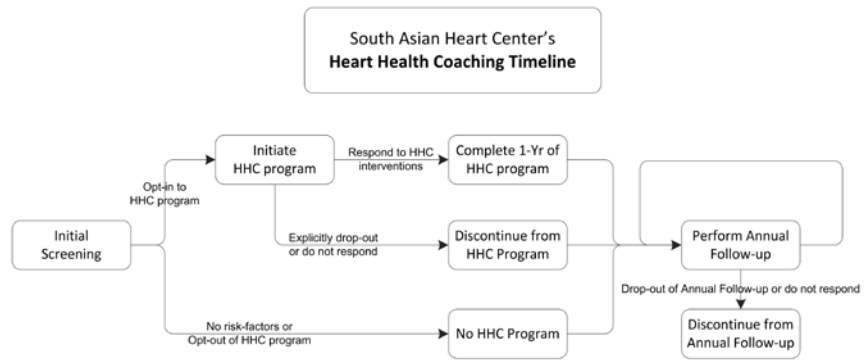 South Asian Heart Center's
Heart Health Coaching Timeline
Initiate
HHC program
Respond to HHC
interventions
Complete 1-Yr of
HHC program
Opt-in to
HHC program
Initial
Screening
Explicitly drop-out
or do not respond
Discontinue from
HHC Program
Perform Annual
Follow-up
Drop-out of Annual Follow-up or do not respond
No risk-factors or
Opt-out of HHC program
No HHC Program
Discontinue from
Annual Follow-up